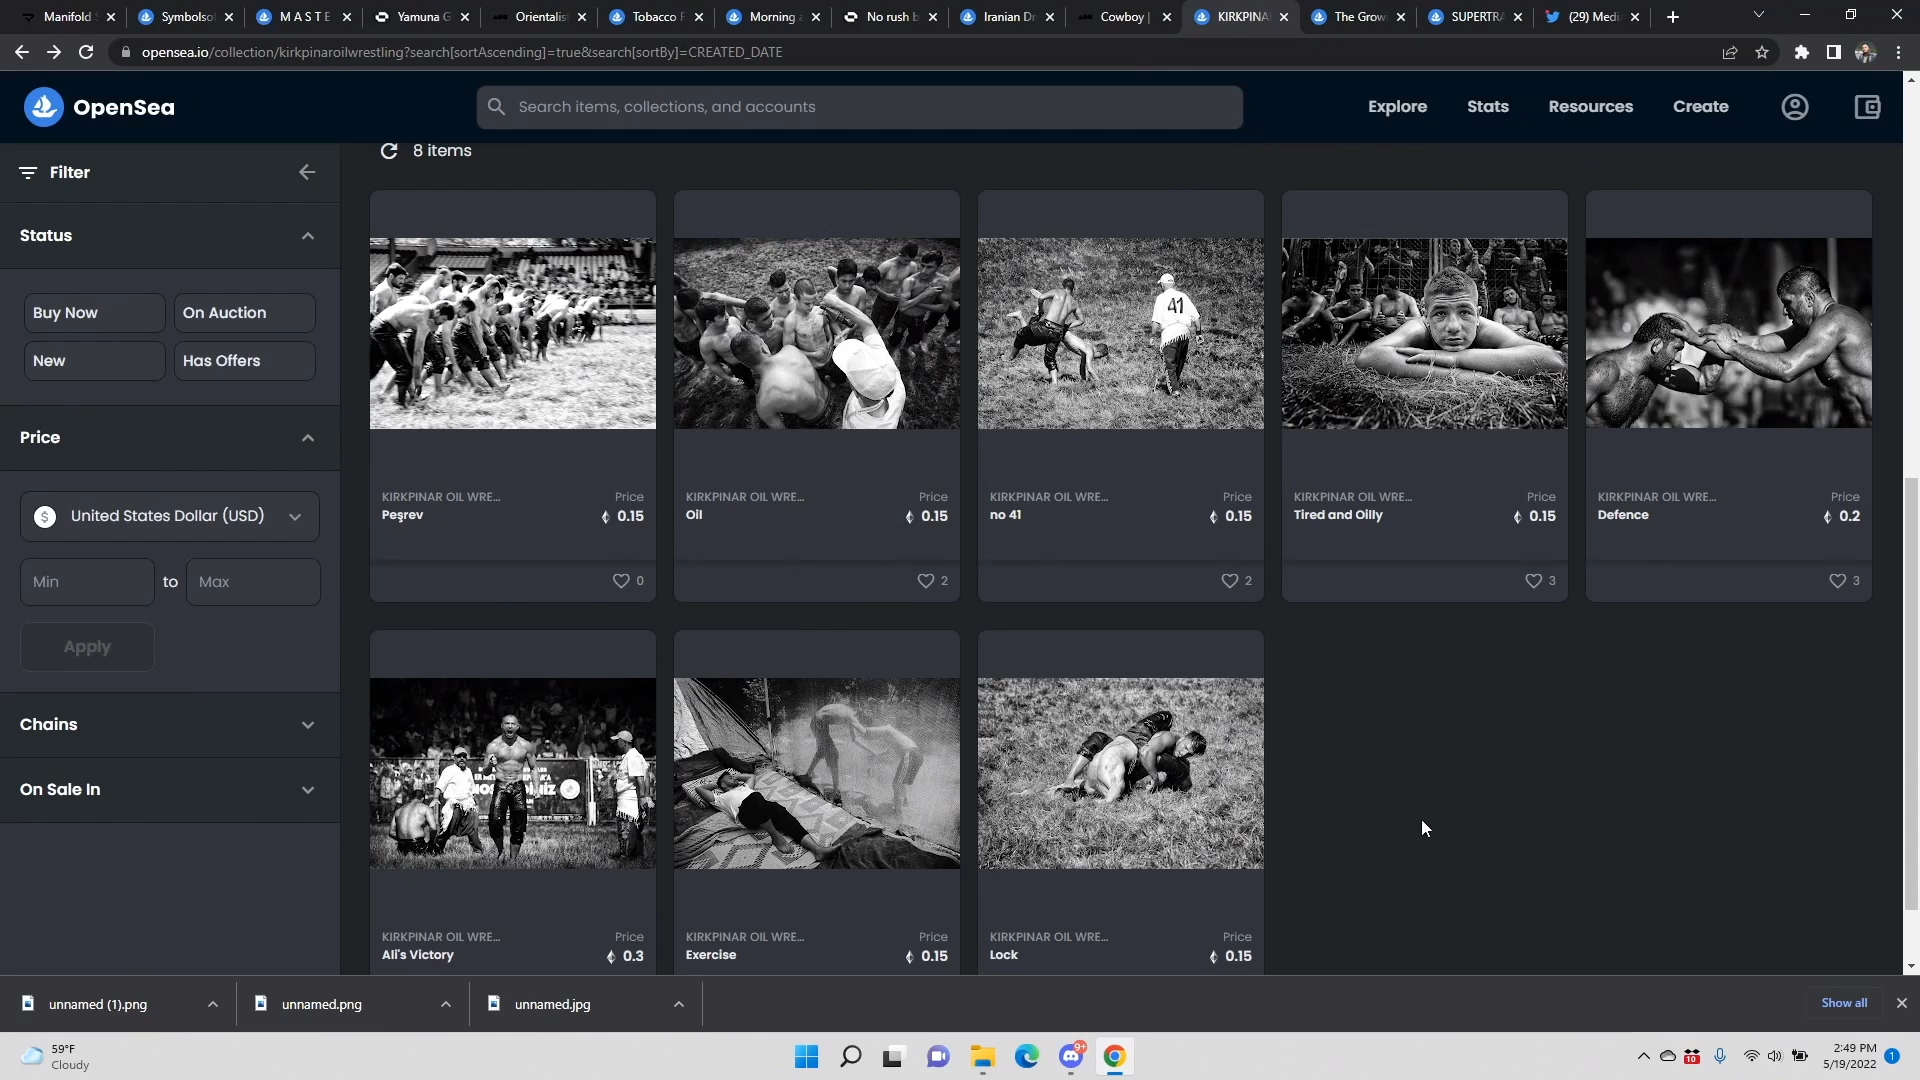 Manifold
Symbolsof
M A S T E
Yamuna G
Orientalis
Tobacco F
Morning a
No rush b
Iranian Dr
Cowboy |
KIRKPINA
The Grow
SUPERTRA
(29) Medi
opensea.io/collection/kirkpinaroilwrestling?search[sortAscending]=true&search[sortBy]=CREATED_DATE
OpenSea
Search items, collections, and accounts
Explore
Stats
Resources
Create
Filter
8 items
Status
Buy Now
On Auction
New
Has Offers
Price
United States Dollar (USD)
Min
to
Max
Apply
Chains
On Sale In
41
KIRKPINAR OIL WRE...
Price
Peşrev
0.15
0
KIRKPINAR OIL WRE...
Price
Oil
0.15
2
KIRKPINAR OIL WRE...
Price
no 41
0.15
2
KIRKPINAR OIL WRE...
Price
Tired and Oilly
0.15
3
KIRKPINAR OIL WRE...
Price
Defence
0.2
3
KIRKPINAR OIL WRE...
Price
Ali's Victory
0.3
KIRKPINAR OIL WRE...
Price
Exercise
0.15
KIRKPINAR OIL WRE...
Price
Lock
0.15
unnamed (1).png
unnamed.png
unnamed.jpg
Show all
59°F
Cloudy
9+
10
2:49 PM
5/19/2022
1